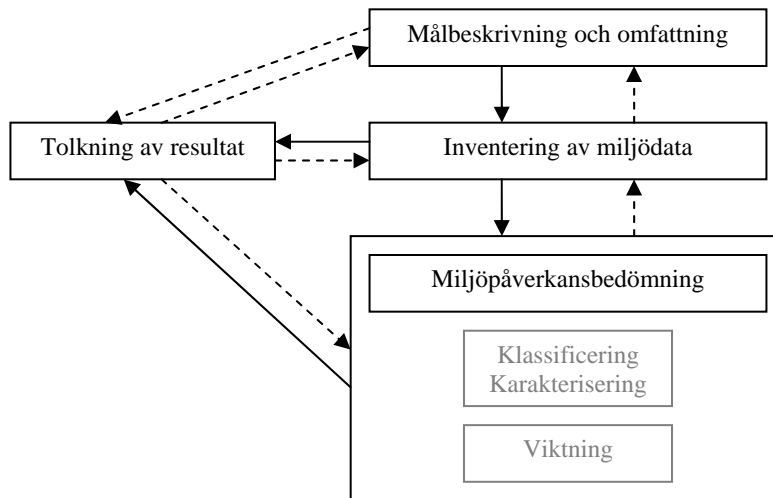 Målbeskrivning och omfattning
Tolkning av resultat
Inventering av miljödata
Miljöpåverkansbedömning
Klassificering
Karakterisering
Viktning